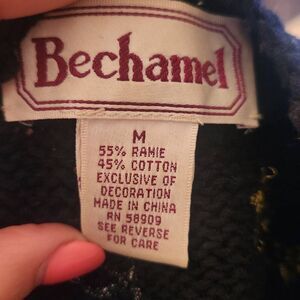 Bechamel
M
55% RAMIE
45% COTTON
EXCLUSIVE OF
DECORATION
MADE IN CHINA
RN 58909
SEE REVERSE
FOR CARE